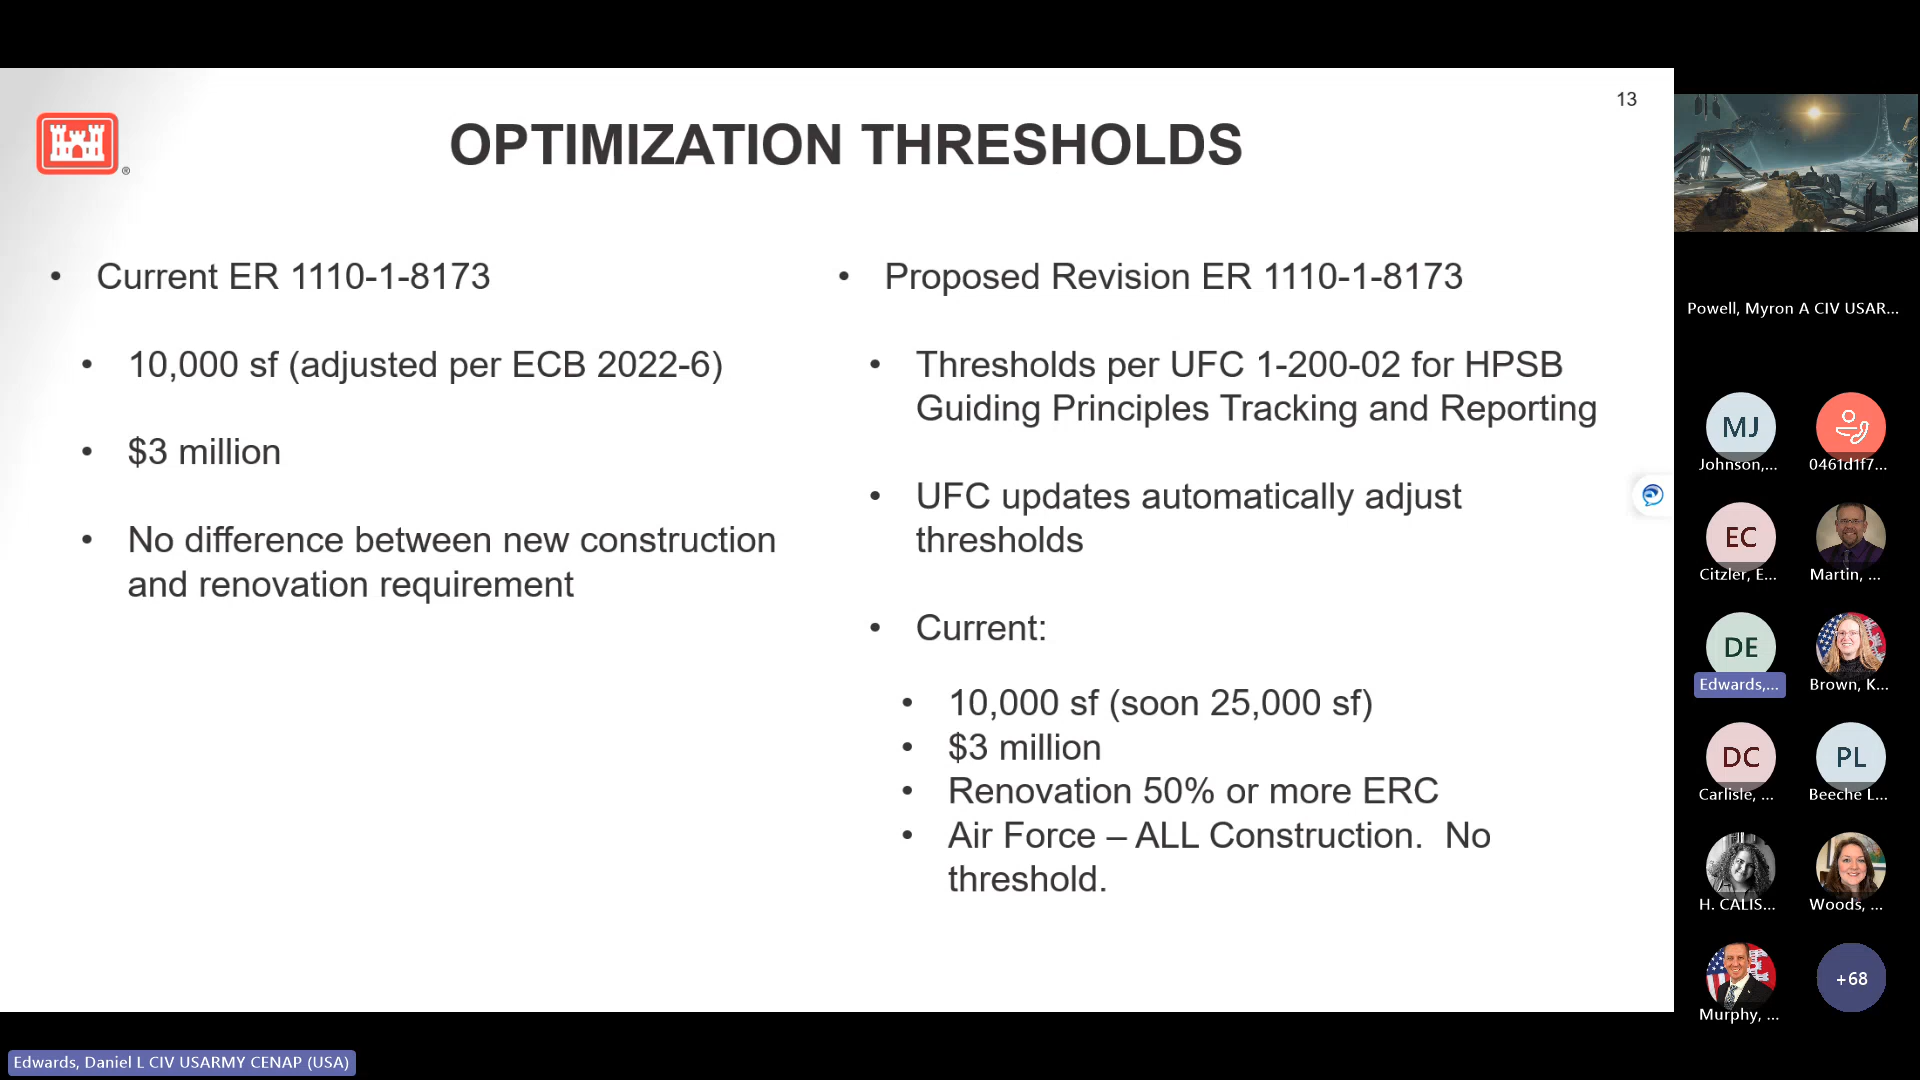 13
®
OPTIMIZATION THRESHOLDS
• Current ER 1110-1-8173
• 10,000 sf (adjusted per ECB 2022-6)
• $3 million
• No difference between new construction
and renovation requirement
• Proposed Revision ER 1110-1-8173
• Thresholds per UFC 1-200-02 for HPSB
Guiding Principles Tracking and Reporting
• UFC updates automatically adjust
thresholds
• Current:
• 10,000 sf (soon 25,000 sf)
• $3 million
• Renovation 50% or more ERC
• Air Force – ALL Construction.  No
threshold.
Powell, Myron A CIV USAR...
MJ
Johnson,...
0461d1f7...
EC
Citzler, E...
Martin, ...
DE
Edwards,...
Brown, K...
DC
Carlisle, ...
PL
Beeche L...
H. CALIS...
Woods, ...
Murphy, ...
+68
Edwards, Daniel L CIV USARMY CENAP (USA)